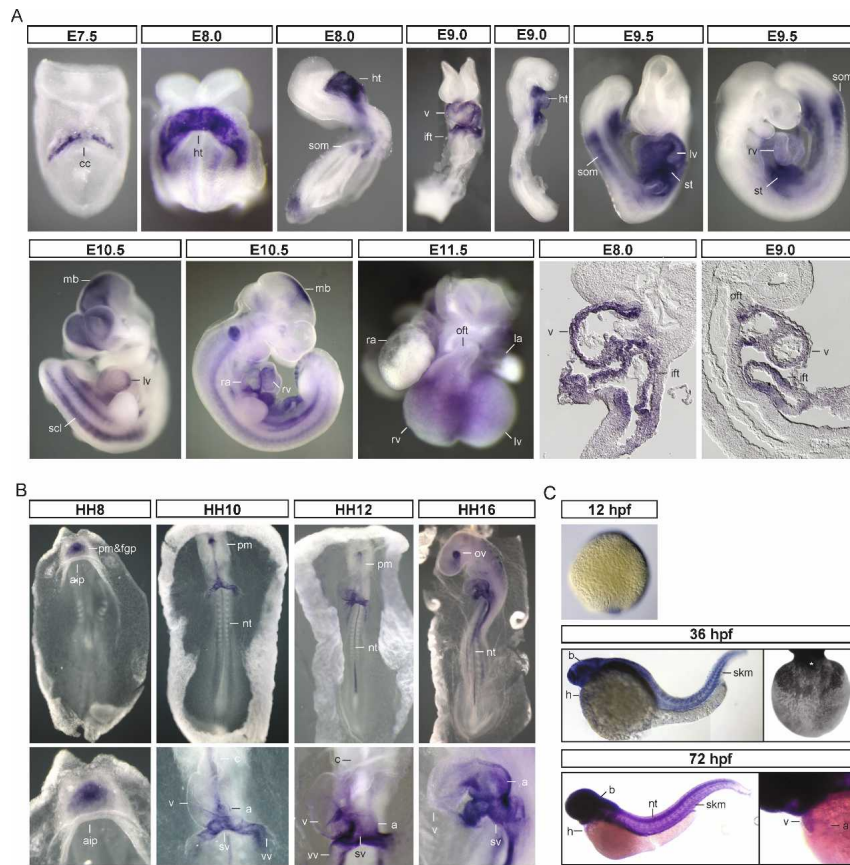 A
E7.5 E8.0 E8.0 E9.0 E9.0 E9.5 E9.5
cc
ht
ht
som
v
ift
ht
som
lv
st
som
rv
st
E10.5 E10.5 E11.5 E8.0 E9.0
mb
lv
scl
mb
ra
rv
ra
oft
la
rv
lv
v
ift
oft
v
ift
B
HH8 HH10 HH12 HH16
pm&fgp
aip
pm
nt
pm
nt
ov
nt
aip
v
a
sv
vv
c
v
a
vv
sv
a
v
sv
C
12 hpf
36 hpf
b
h
skm
*
72 hpf
b
nt
skm
h
v
a